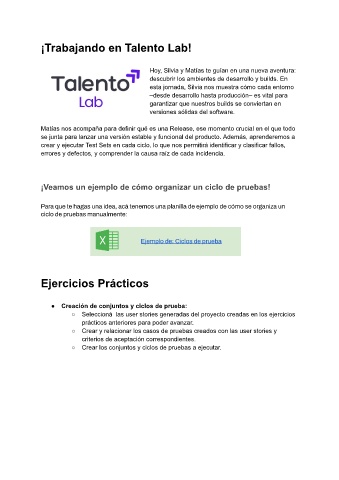 ¡Trabajando en Talento Lab!
Talento
Lab
Hoy, Silvia y Matías te guían en una nueva aventura:
descubrir los ambientes de desarrollo y builds. En
esta jornada, Silvia nos muestra cómo cada entorno
–desde desarrollo hasta producción– es vital para
garantizar que nuestros builds se conviertan en
versiones sólidas del software.
Matías nos acompaña para definir qué es una Release, ese momento crucial en el que todo
se junta para lanzar una versión estable y funcional del producto. Además, aprenderemos a
crear y ejecutar Test Sets en cada ciclo, lo que nos permitirá identificar y clasificar fallos,
errores y defectos, y comprender la causa raíz de cada incidencia.
¡Veamos un ejemplo de cómo organizar un ciclo de pruebas!
Para que te hagas una idea, acá tenemos una planilla de ejemplo de cómo se organiza un
ciclo de pruebas manualmente:
Ejemplo de: Ciclos de prueba
Ejercicios Prácticos
● Creación de conjuntos y ciclos de prueba:
○ Seleccioná las user stories generadas del proyecto creadas en los ejercicios
prácticos anteriores para poder avanzar.
○ Crear y relacionar los casos de pruebas creados con las user stories y
criterios de aceptación correspondientes.
○ Crear los conjuntos y ciclos de pruebas a ejecutar.